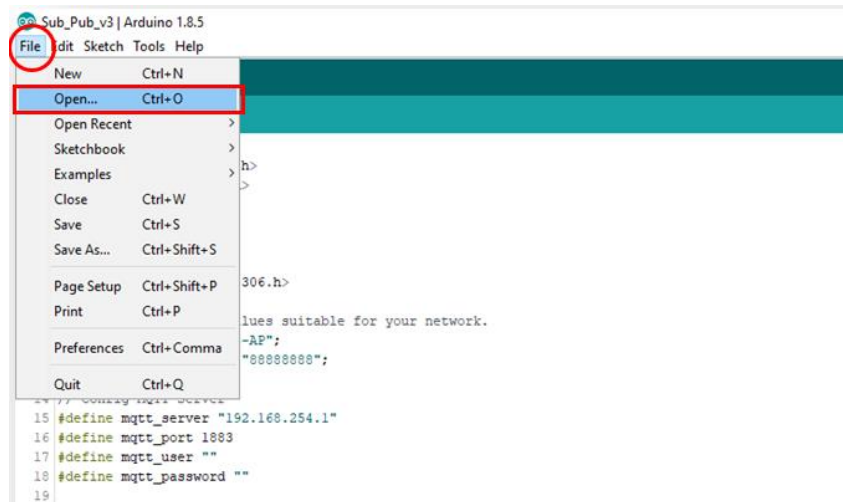 Sub_Pub_v3 | Arduino 1.8.5
File Edit Sketch Tools Help
New Ctrl+N
Open... Ctrl+O
Open Recent >
Sketchbook >
Examples >
Close Ctrl+W
Save Ctrl+S
Save As... Ctrl+Shift+S
Page Setup Ctrl+Shift+P
Print Ctrl+P
Preferences Ctrl+Comma
Quit Ctrl+Q
h>
>
306.h>
lues suitable for your network.
-AP";
"88888888";
15 #define mqtt_server "192.168.254.1"
16 #define mqtt_port 1883
17 #define mqtt_user ""
18 #define mqtt_password ""
19